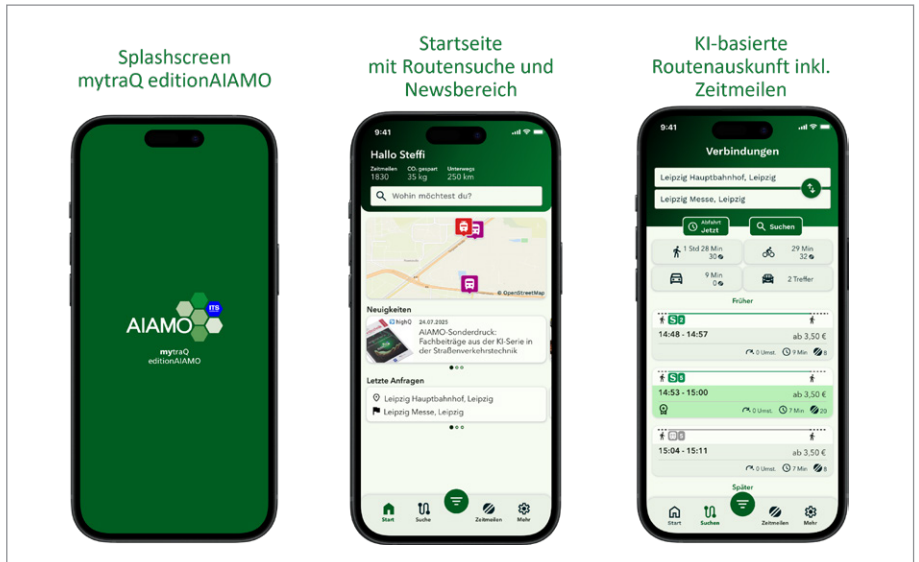 Splashscreen
mytraQ editionAIAMO
AIAMO
ITS
mytraQ
editionAIAMO
Startseite
mit Routensuche und
Newsbereich
9:41
Hallo Steffi
Zeitmeilen CO₂ gespart Unterwegs
1830 35 kg 250 km
Wohin möchtest du?
© OpenStreetMap
Neuigkeiten
highQ 24.07.2025
AIAMO-Sonderdruck:
Fachbeiträge aus der KI-Serie in
der Straßenverkehrstechnik
Letzte Anfragen
Leipzig Hauptbahnhof, Leipzig
Leipzig Messe, Leipzig
Start Suche Zeitmeilen Mehr
KI-basierte
Routenauskunft inkl.
Zeitmeilen
9:41
Verbindungen
Leipzig Hauptbahnhof, Leipzig
Leipzig Messe, Leipzig
Abfahrt:
Jetzt
Suchen
1 Std 28 Min
30
29 Min
32
9 Min
0
2 Treffer
Früher
14:48 - 14:57 ab 3,50 €
0 Umst. 9 Min 8
14:53 - 15:00 ab 3,50 €
0 Umst. 7 Min 20
15:04 - 15:11 ab 3,50 €
0 Umst. 7 Min 8
Später
Start Suchen Zeitmeilen Mehr